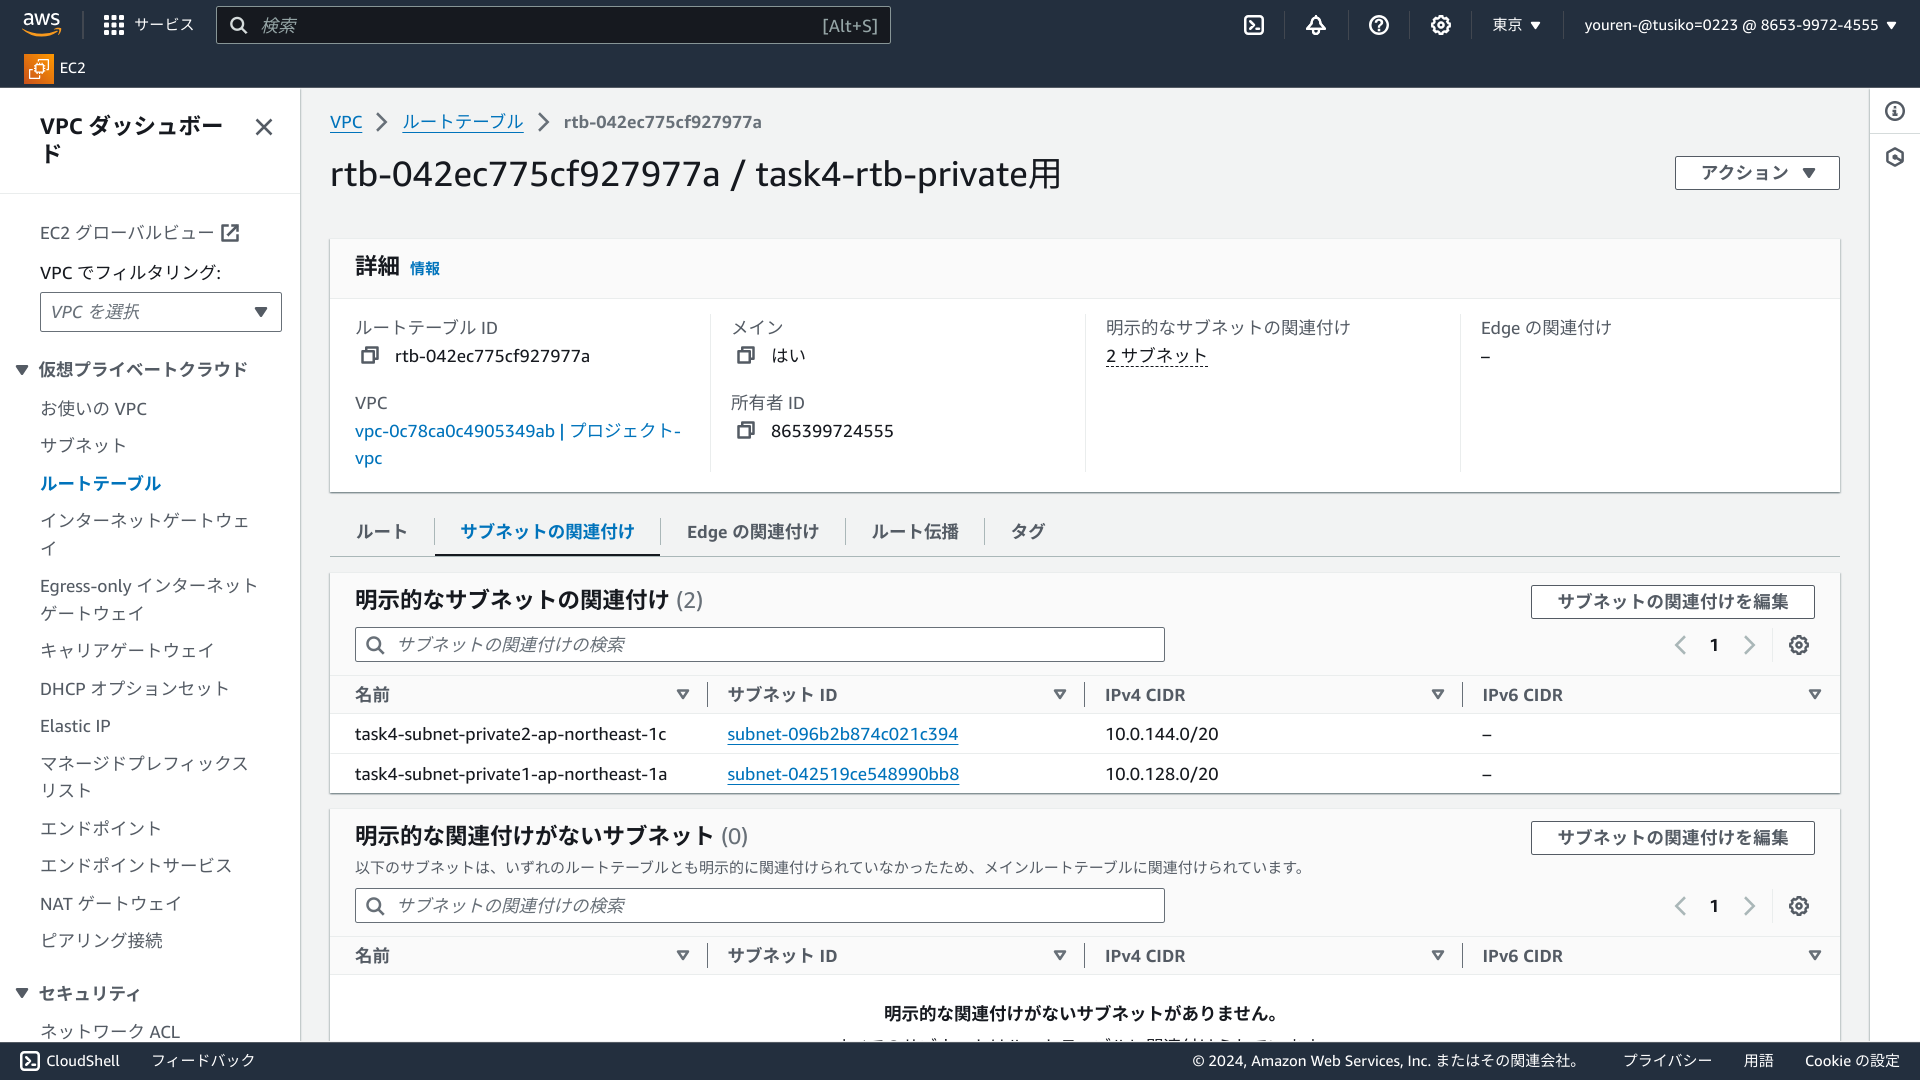 aws
サービス
検索
[Alt+S]
東京
youren-@tusiko=0223 @ 8653-9972-4555
EC2
VPC ダッシュボー
ド
EC2 グローバルビュー
VPC でフィルタリング:
VPC を選択
仮想プライベートクラウド
お使いの VPC
サブネット
ルートテーブル
インターネットゲートウェ
イ
Egress-only インターネット
ゲートウェイ
キャリアゲートウェイ
DHCP オプションセット
Elastic IP
マネージドプレフィックス
リスト
エンドポイント
エンドポイントサービス
NAT ゲートウェイ
ピアリング接続
セキュリティ
ネットワーク ACL
VPC
ルートテーブル
rtb-042ec775cf927977a
rtb-042ec775cf927977a / task4-rtb-private用
アクション
詳細 情報
ルートテーブル ID
rtb-042ec775cf927977a
メイン
はい
明示的なサブネットの関連付け
2 サブネット
Edge の関連付け
–
VPC
vpc-0c78ca0c4905349ab | プロジェクト-
vpc
所有者 ID
865399724555
ルート
サブネットの関連付け
Edge の関連付け
ルート伝播
タグ
明示的なサブネットの関連付け (2)
サブネットの関連付けを編集
サブネットの関連付けの検索
1
名前
サブネット ID
IPv4 CIDR
IPv6 CIDR
task4-subnet-private2-ap-northeast-1c
subnet-096b2b874c021c394
10.0.144.0/20
–
task4-subnet-private1-ap-northeast-1a
subnet-042519ce548990bb8
10.0.128.0/20
–
明示的な関連付けがないサブネット (0)
サブネットの関連付けを編集
以下のサブネットは、いずれのルートテーブルとも明示的に関連付けられていなかったため、メインルートテーブルに関連付けられています。
サブネットの関連付けの検索
1
名前
サブネット ID
IPv4 CIDR
IPv6 CIDR
明示的な関連付けがないサブネットがありません。
CloudShell
フィードバック
© 2024, Amazon Web Services, Inc. またはその関連会社。
プライバシー
用語
Cookie の設定